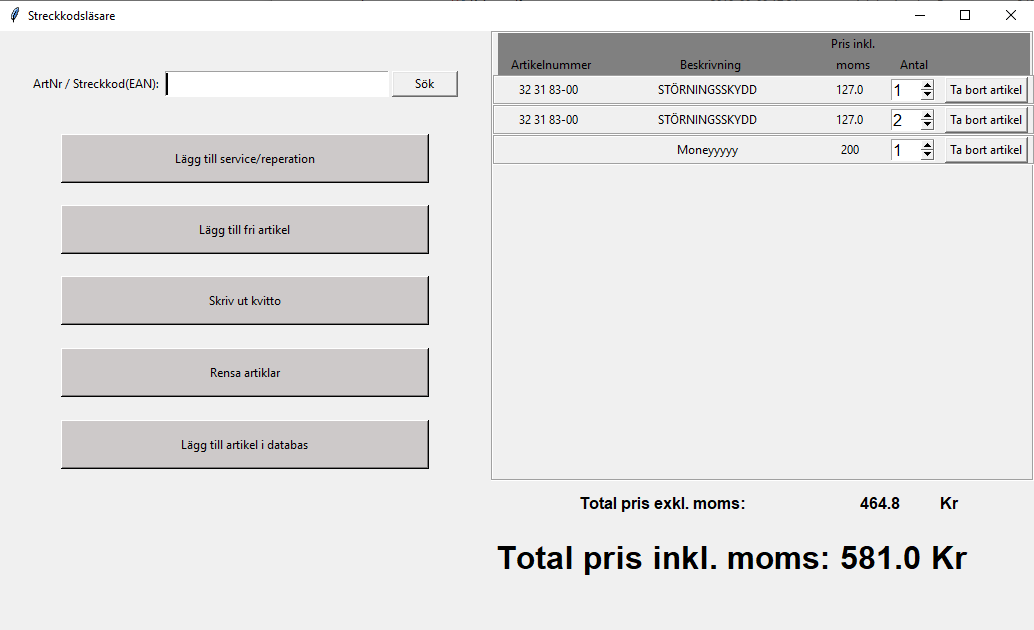 Streckkodsläsare
ArtNr / Streckkod(EAN):
Sök
Lägg till service/reperation
Lägg till fri artikel
Skriv ut kvitto
Rensa artiklar
Lägg till artikel i databas
Pris inkl.
Artikelnummer Beskrivning moms Antal
32 31 83-00 STÖRNINGSSKYDD 127.0 1 Ta bort artikel
32 31 83-00 STÖRNINGSSKYDD 127.0 2 Ta bort artikel
Moneyyyyy 200 1 Ta bort artikel
Total pris exkl. moms: 464.8 Kr
Total pris inkl. moms: 581.0 Kr